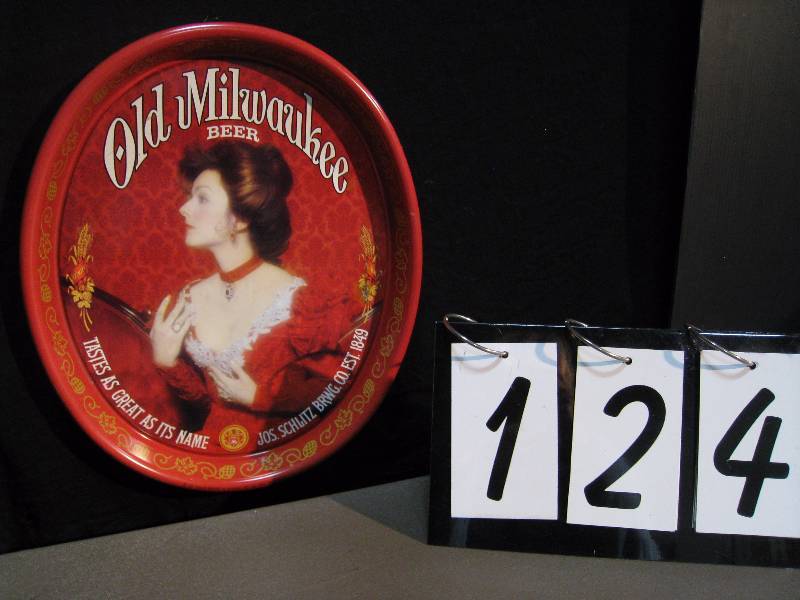 Old Milwaukee
BEER
TASTES AS GREAT AS ITS NAME
JOS. SCHLITZ BRWG. CO. EST. 1849
124